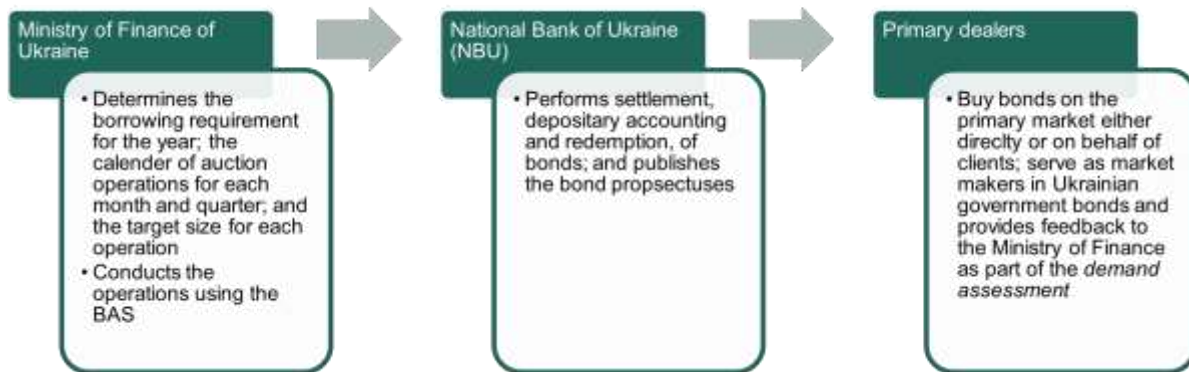 Ministry of Finance of
Ukraine
• Determines the
borrowing requirement
for the year; the
calender of auction
operations for each
month and quarter; and
the target size for each
operation
• Conducts the
operations using the
BAS
National Bank of Ukraine
(NBU)
• Performs settlement,
depositary accounting
and redemption, of
bonds; and publishes
the bond propsectuses
Primary dealers
• Buy bonds on the
primary market either
direclty or on behalf of
clients; serve as market
makers in Ukrainian
government bonds and
provides feedback to
the Ministry of Finance
as part of the demand
assessment